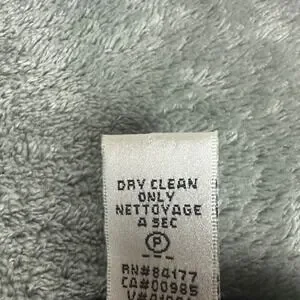 DRY CLEAN
ONLY
NETTOYAGE
A SEC
P
RN#84177
CA#00985